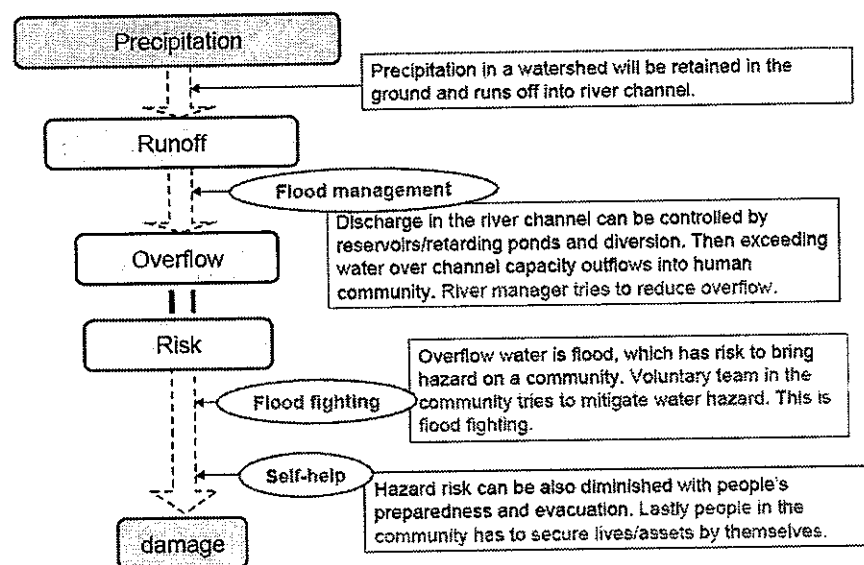 Precipitation
Precipitation in a watershed will be retained in the
ground and runs off into river channel.
Runoff
Flood management
Discharge in the river channel can be controlled by
reservoirs/retarding ponds and diversion. Then exceeding
water over channel capacity outflows into human
community. River manager tries to reduce overflow.
Overflow
Risk
Overflow water is flood, which has risk to bring
hazard on a community. Voluntary team in the
community tries to mitigate water hazard. This is
flood fighting.
Flood fighting
Self-help
Hazard risk can be also diminished with people's
preparedness and evacuation. Lastly people in the
community has to secure lives/assets by themselves.
damage